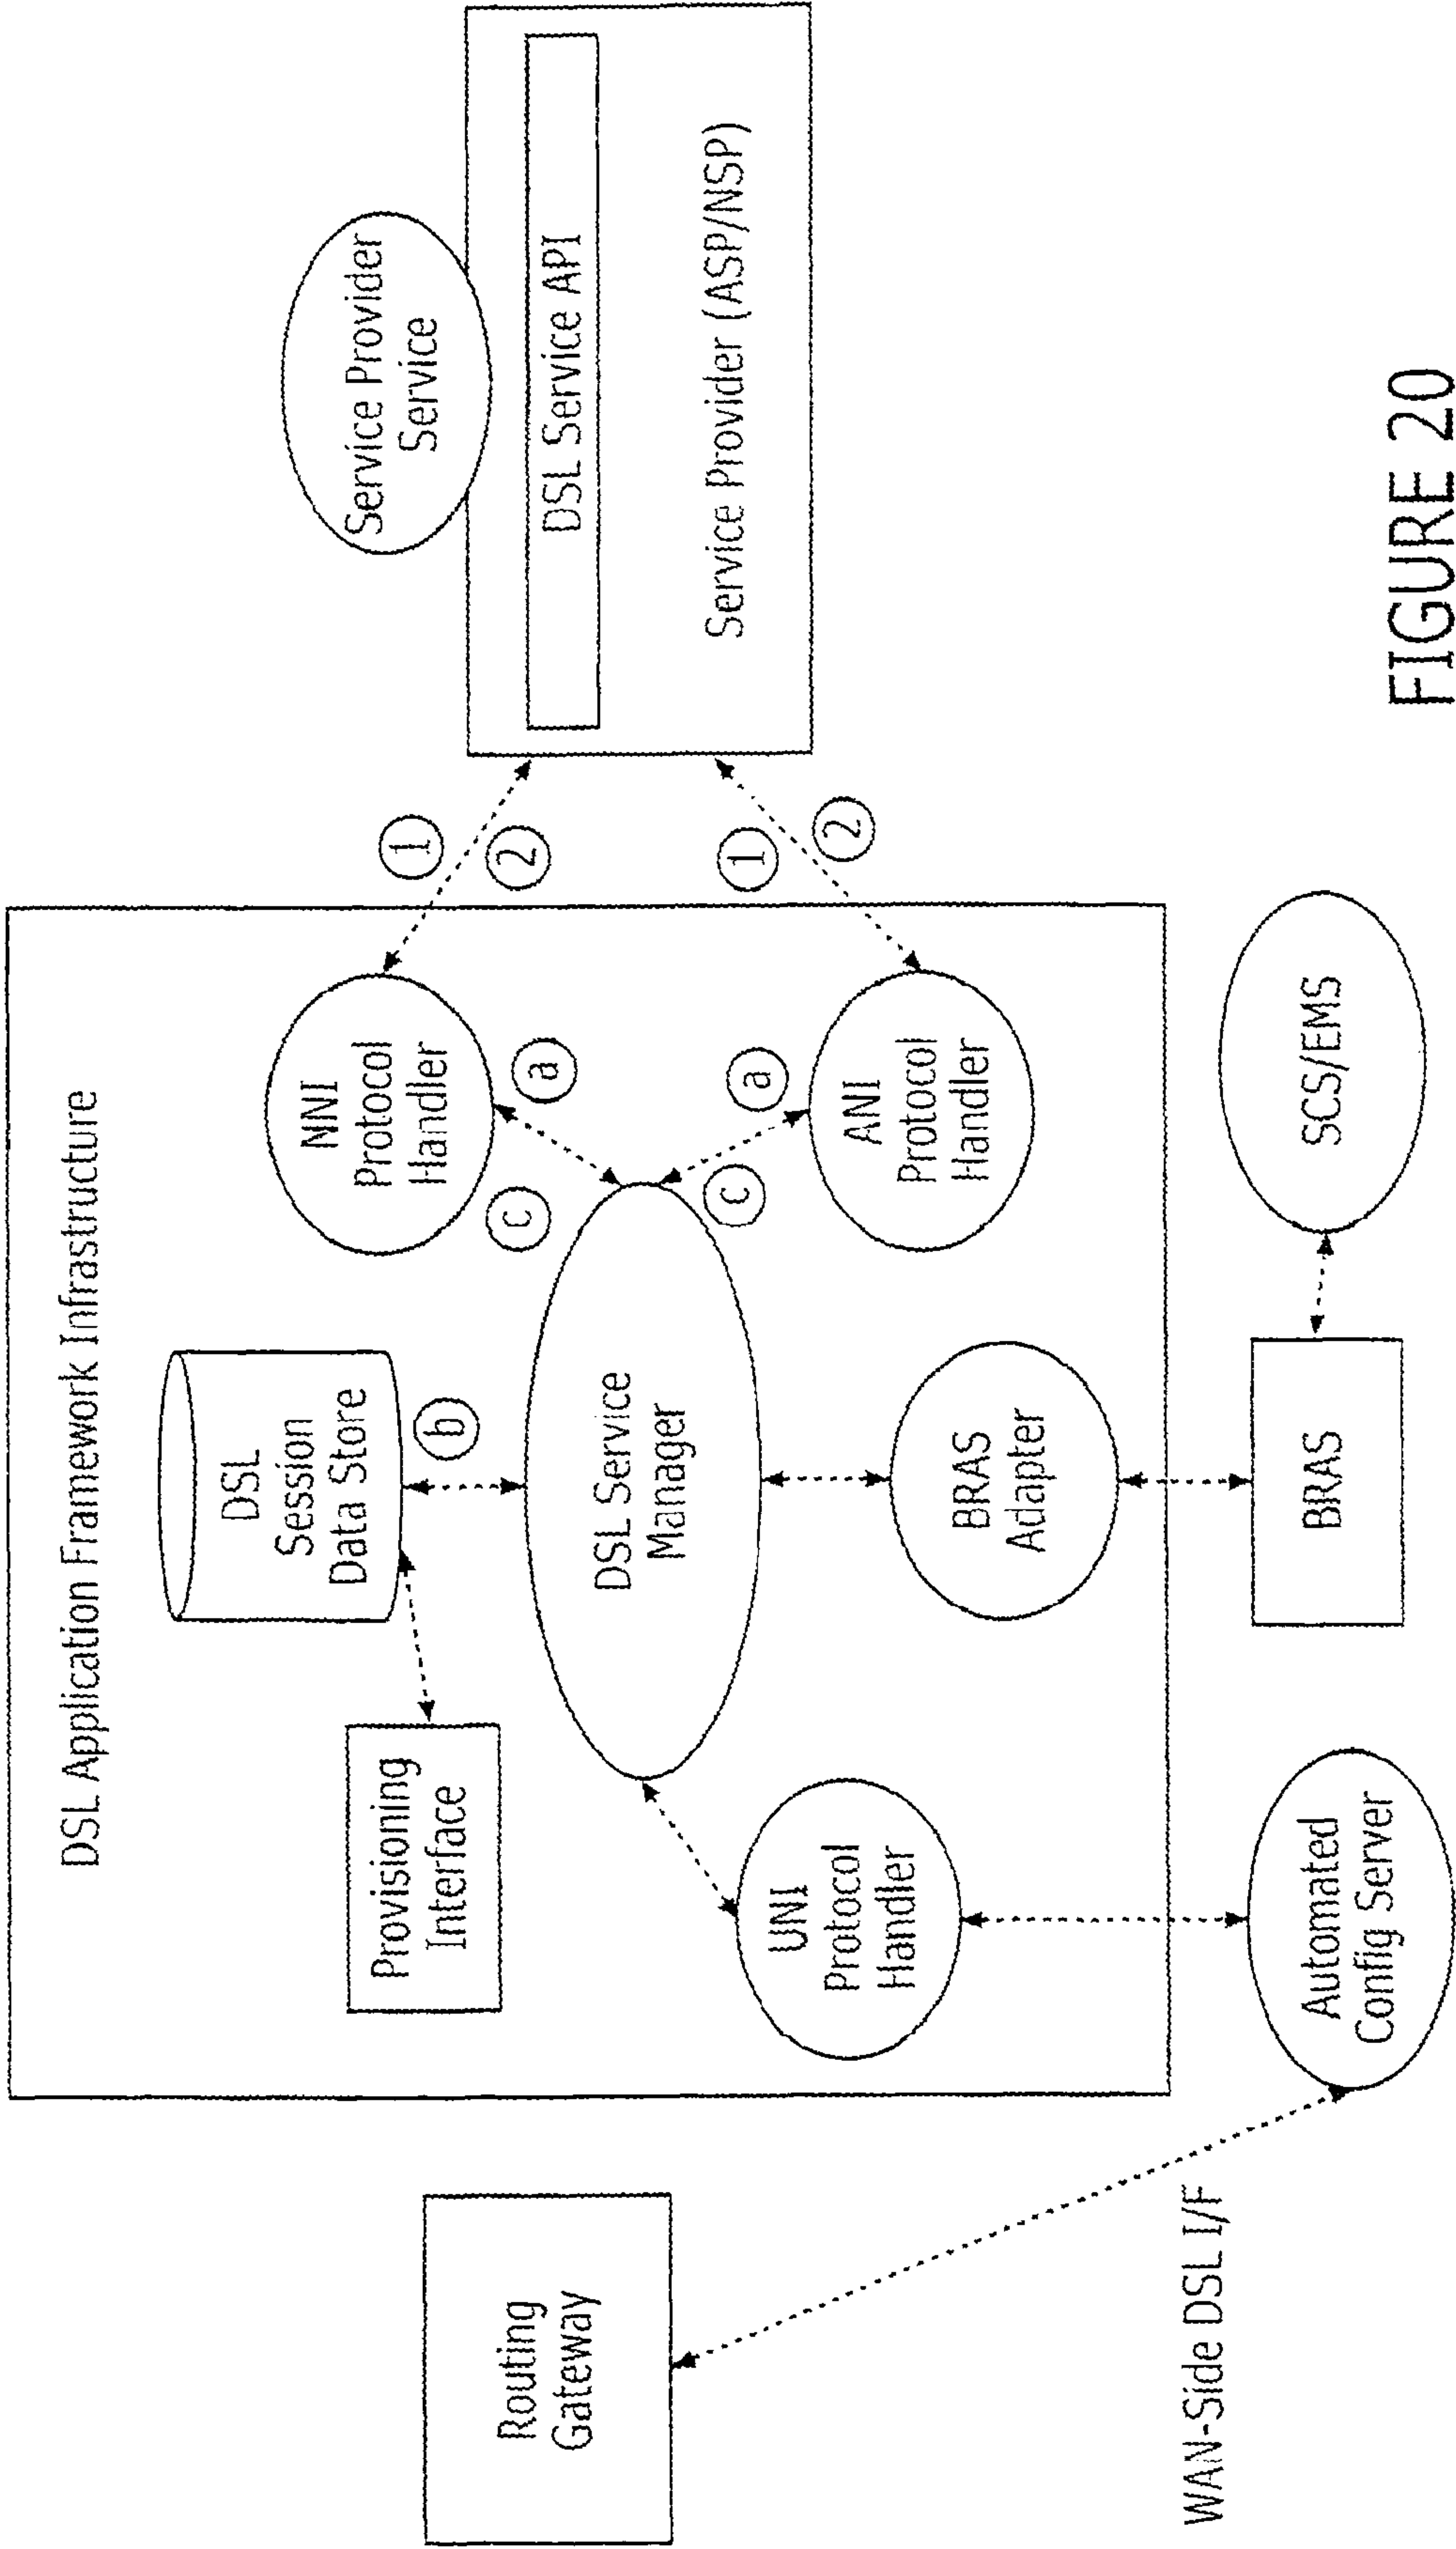 DSL Application Framework Infrastructure
Routing
Gateway
WAN-Side DSL I/F
Provisioning
Interface
DSL
Session
Data Store
b
DSL Service
Manager
UNI
Protocol
Handler
BRAS
Adapter
NNI
Protocol
Handler
a
c
a
c
ANI
Protocol
Handler
1
2
1
2
Service Provider
Service
DSL Service API
Service Provider (ASP/NSP)
Automated
Config Server
BRAS
SCS/EMS
FIGURE 20